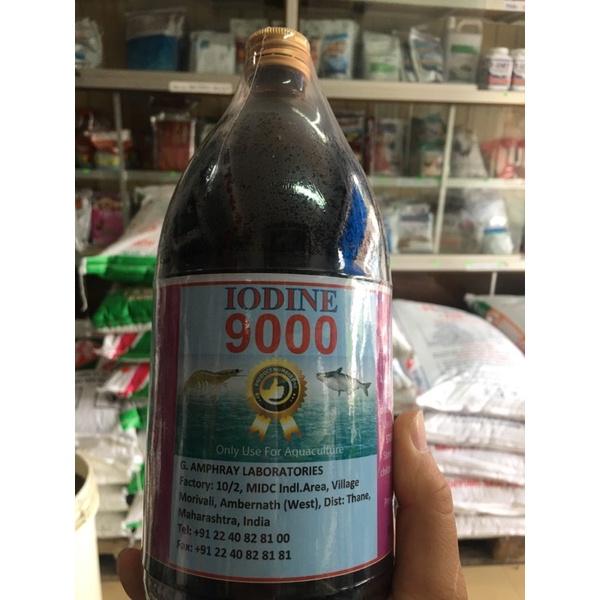 IODINE
9000
Only Use For Aquaculture
G. AMPHRAY LABORATORIES
Factory: 10/2, MIDC Indl.Area, Village
Morivali, Ambernath (West), Dist: Thane,
Maharashtra, India
Tel: +91 22 40 82 81 00
Fax: +91 22 40 82 81 81